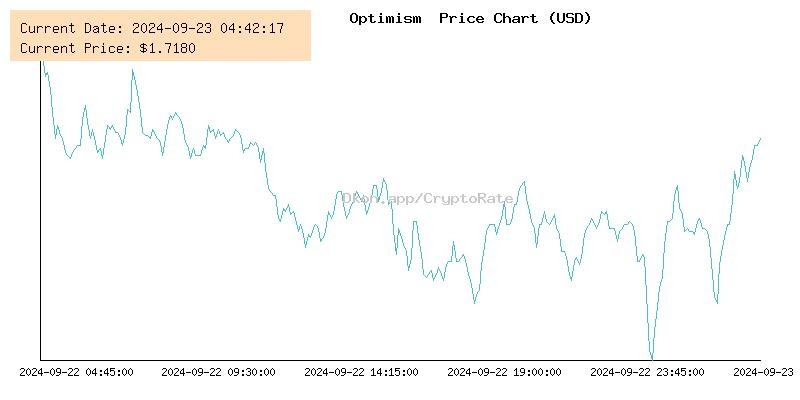 Optimism  Price Chart (USD)
Current Date: 2024-09-23 04:42:17
Current Price: $1.7180
Okon.app/CryptoRate
2024-09-22 04:45:00 2024-09-22 09:30:00 2024-09-22 14:15:00 2024-09-22 19:00:00 2024-09-22 23:45:00 2024-09-23